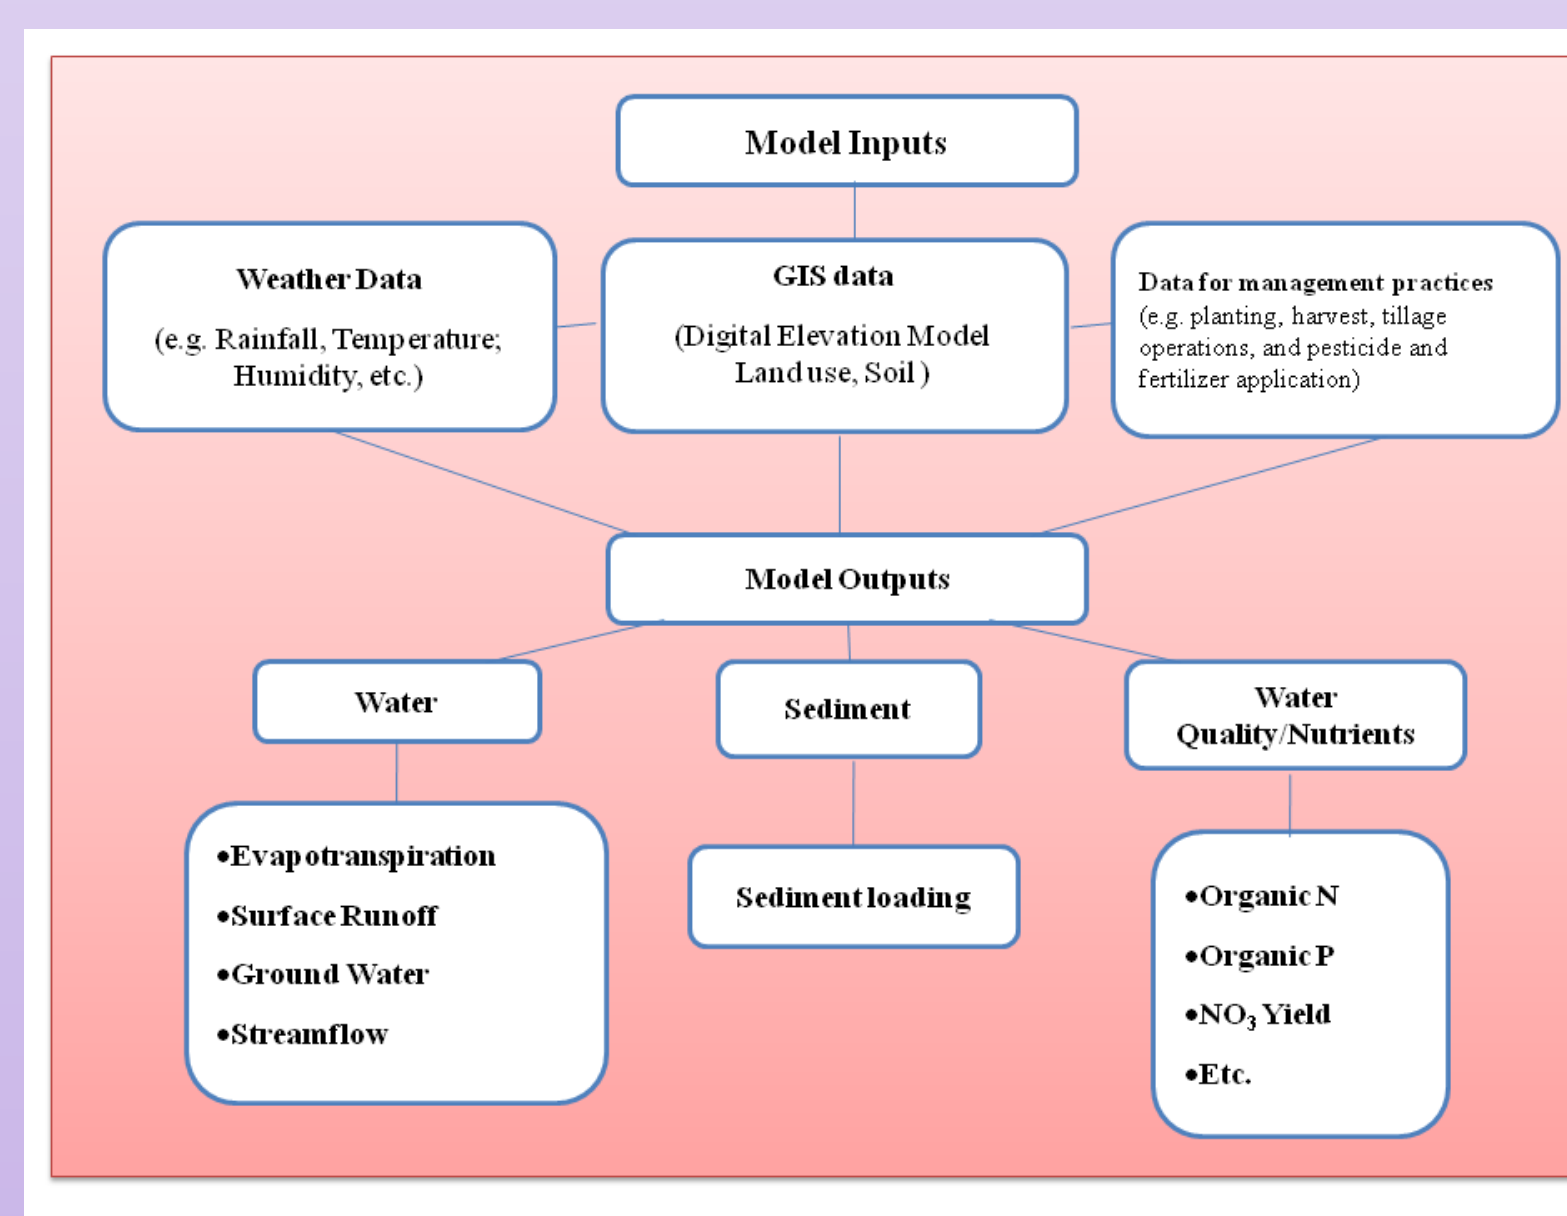 Model Inputs
Weather Data
(e.g. Rainfall, Temperature;
Humidity, etc.)
GIS data
(Digital Elevation Model
Land use, Soil )
Data for management practices
(e.g. planting, harvest, tillage
operations, and pesticide and
fertilizer application)
Model Outputs
Water
Sediment
Water
Quality/Nutrients
•Evapotranspiration
•Surface Runoff
•Ground Water
•Streamflow
Sediment loading
•Organic N
•Organic P
•NO₃ Yield
•Etc.